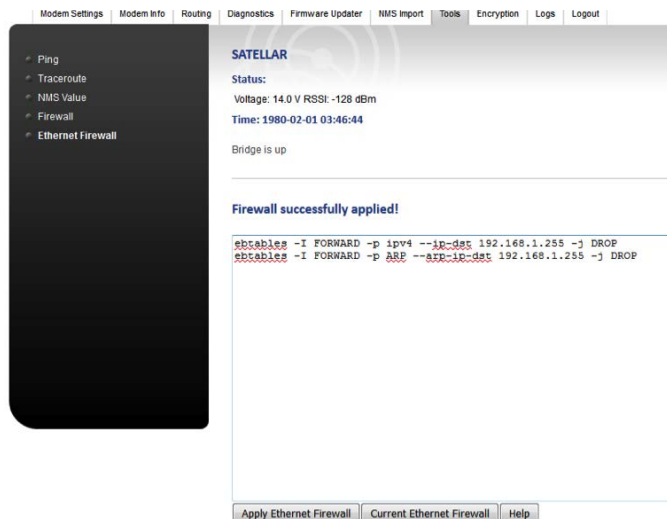 Modem Settings Modem Info Routing Diagnostics Firmware Updater NMS Import Tools Encryption Logs Logout
Ping
Traceroute
NMS Value
Firewall
Ethernet Firewall
SATELLAR
Status:
Voltage: 14.0 V RSSI: -128 dBm
Time: 1980-02-01 03:46:44
Bridge is up
Firewall successfully applied!
ebtables -I FORWARD -p ipv4 --ip-dst 192.168.1.255 -j DROP
ebtables -I FORWARD -p ARP --arp-ip-dst 192.168.1.255 -j DROP
Apply Ethernet Firewall Current Ethernet Firewall Help